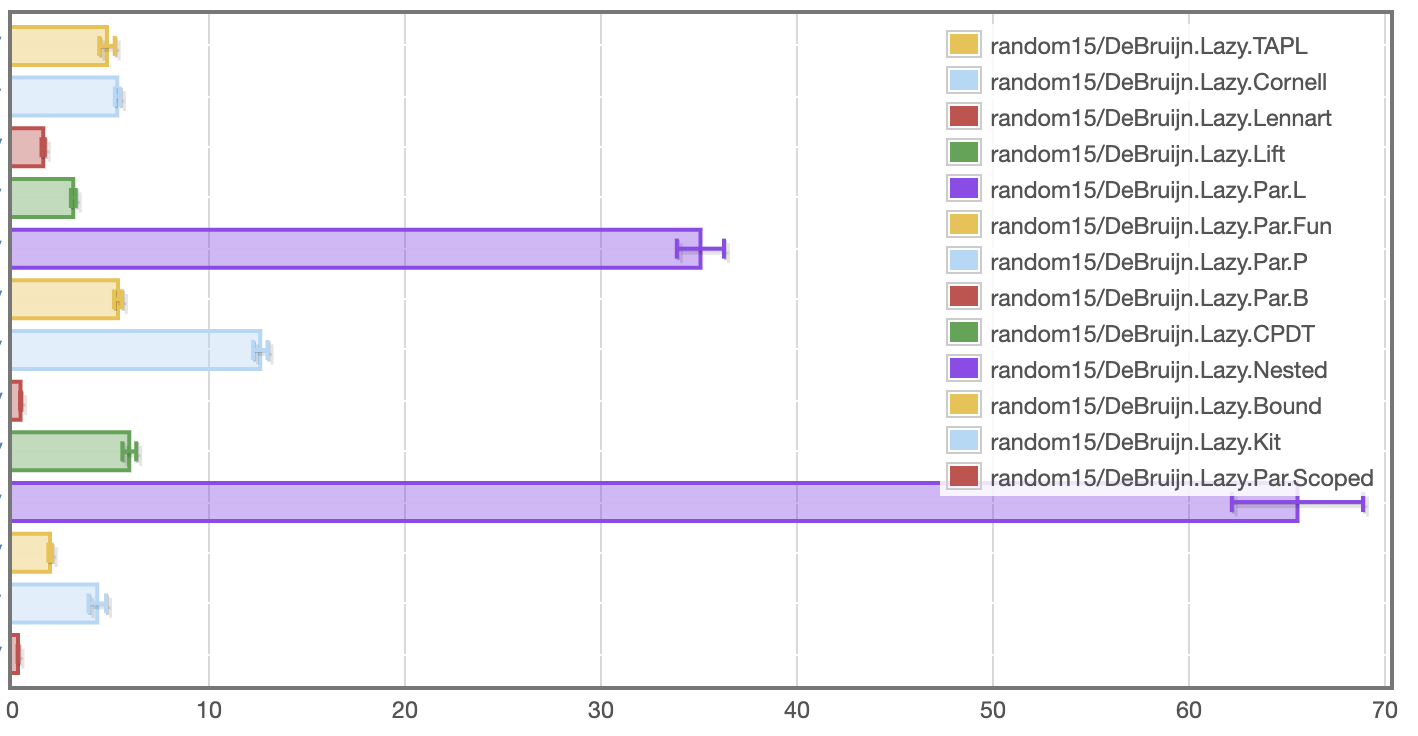 random15/DeBruijn.Lazy.TAPL
random15/DeBruijn.Lazy.Cornell
random15/DeBruijn.Lazy.Lennart
random15/DeBruijn.Lazy.Lift
random15/DeBruijn.Lazy.Par.L
random15/DeBruijn.Lazy.Par.Fun
random15/DeBruijn.Lazy.Par.P
random15/DeBruijn.Lazy.Par.B
random15/DeBruijn.Lazy.CPDT
random15/DeBruijn.Lazy.Nested
random15/DeBruijn.Lazy.Bound
random15/DeBruijn.Lazy.Kit
random15/DeBruijn.Lazy.Par.Scoped
0 10 20 30 40 50 60 70